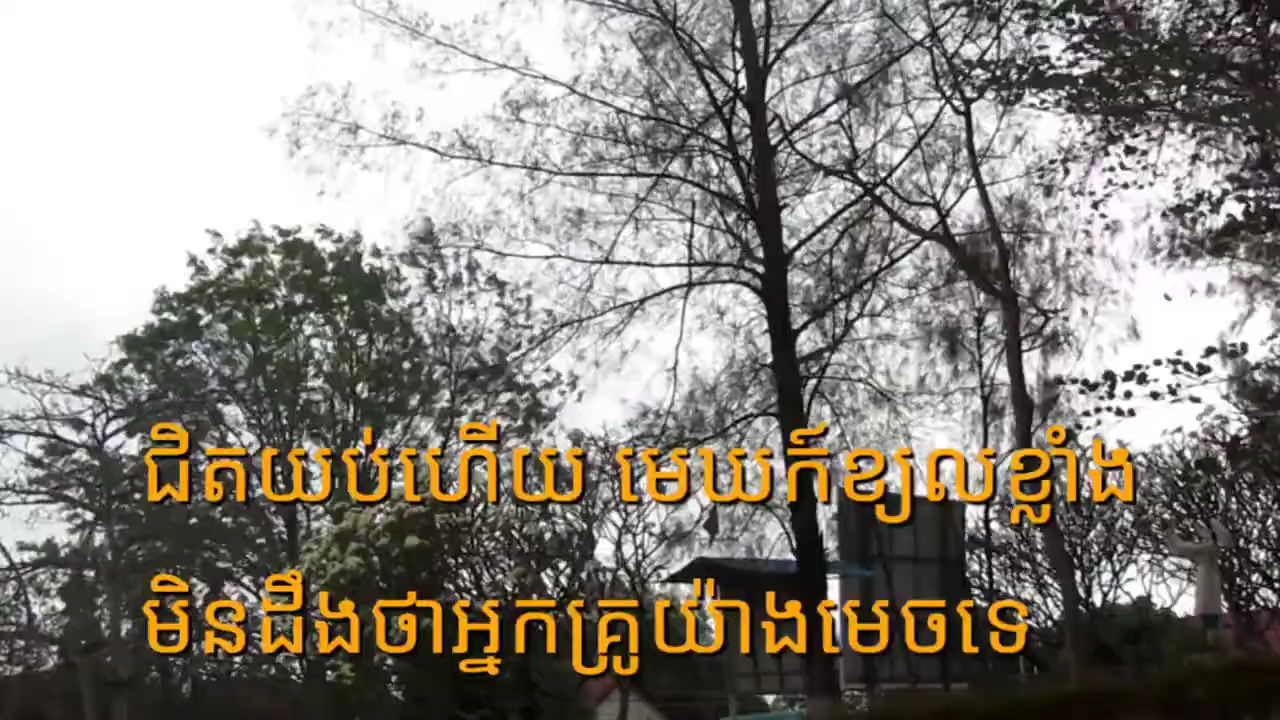 ជិតយប់ហើយ មេឃក៍ខ្យលខ្លាំង
មិនដឹងថាអ្នកគ្រូយ៉ាងមេចទេ